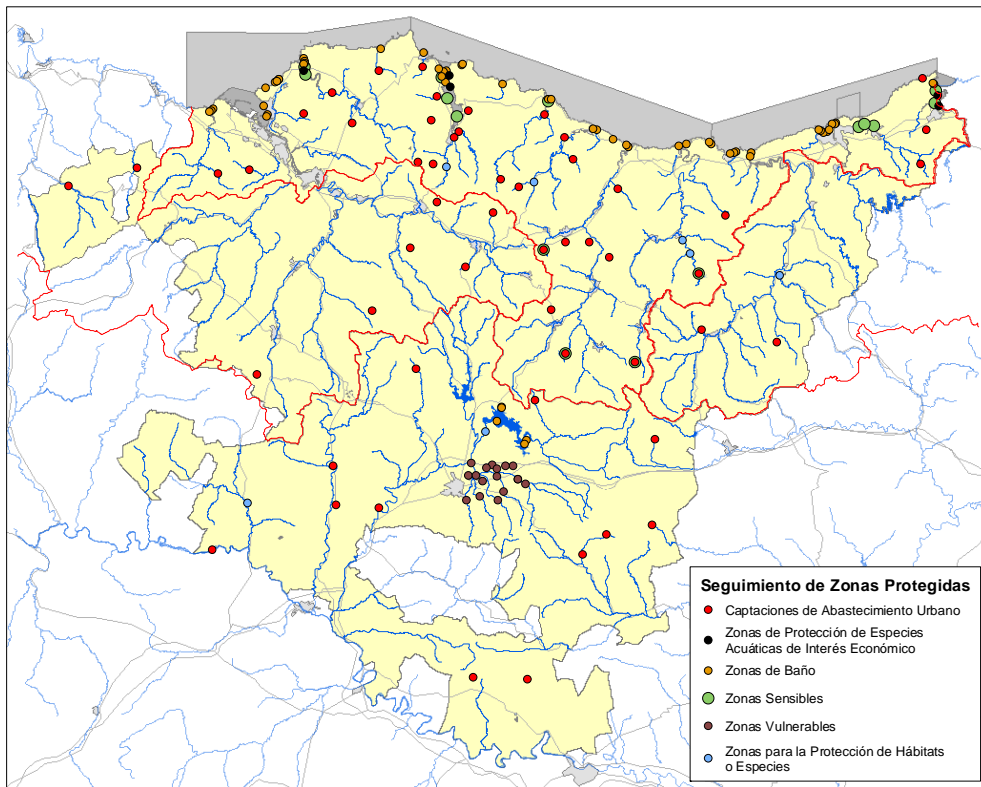 Seguimiento de Zonas Protegidas
Captaciones de Abastecimiento Urbano
Zonas de Protección de Especies
Acuáticas de Interés Económico
Zonas de Baño
Zonas Sensibles
Zonas Vulnerables
Zonas para la Protección de Hábitats
o Especies